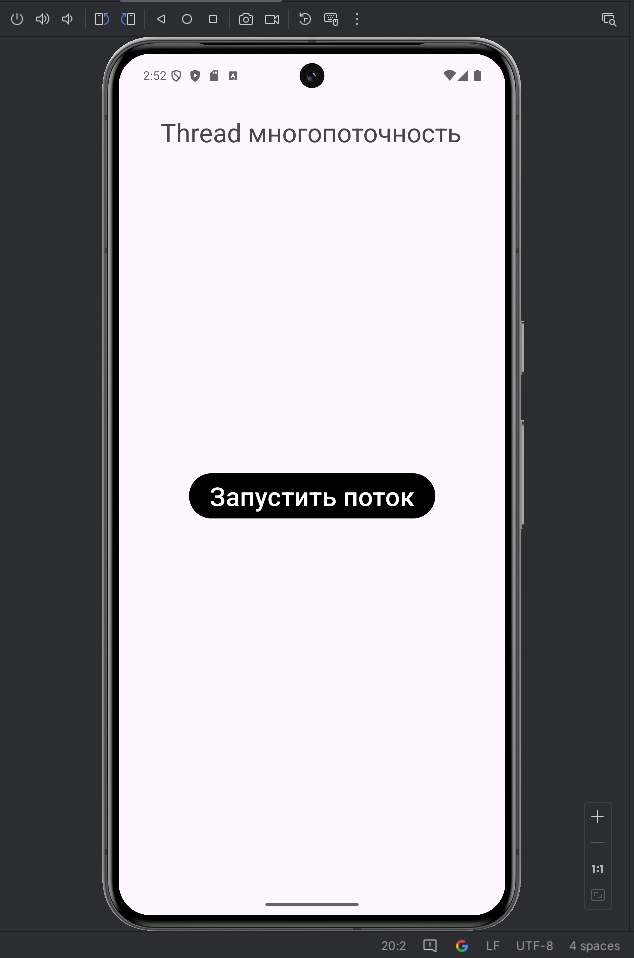 2:52
Thread многопоточность
Запустить поток
1:1
20:2 LF UTF-8 4 spaces